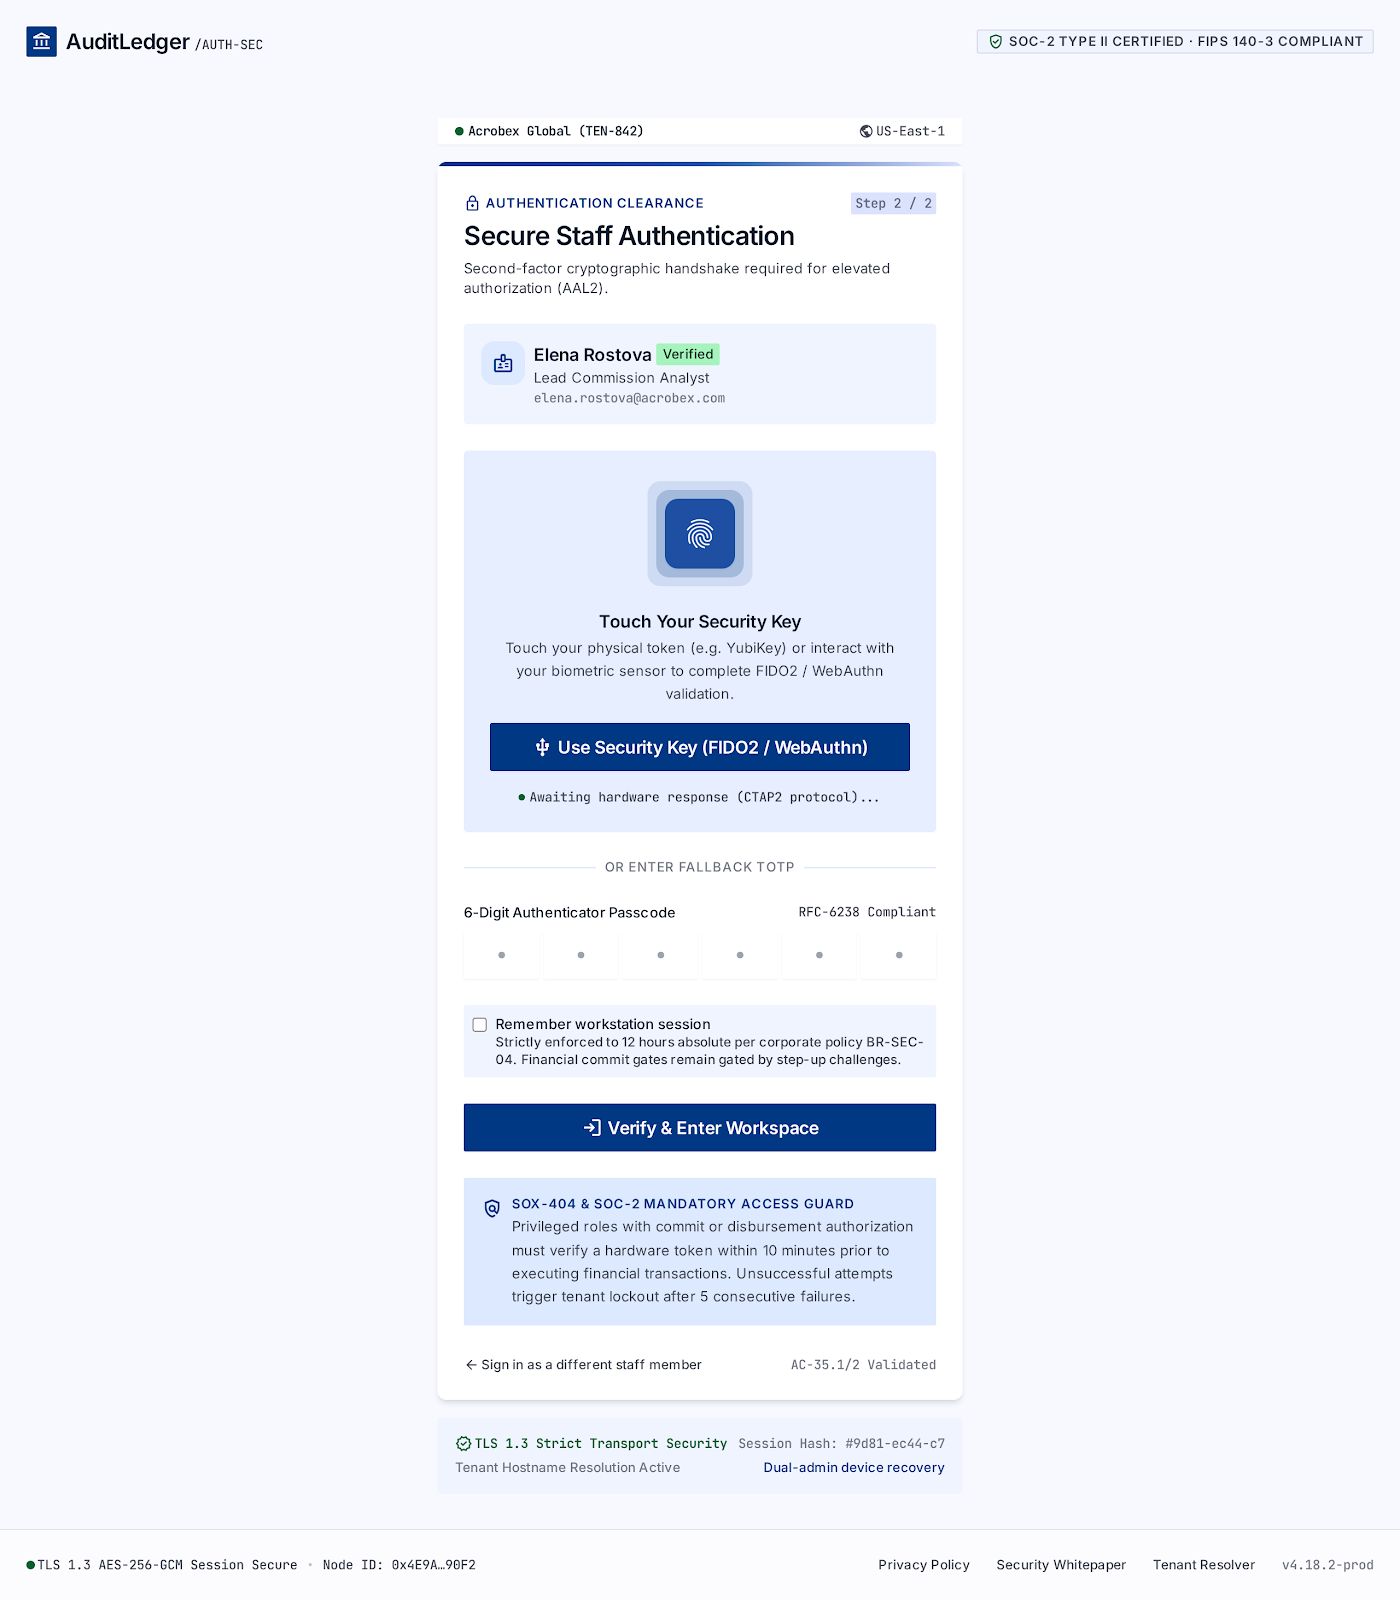 AuditLedger /AUTH-SEC
SOC-2 TYPE II CERTIFIED · FIPS 140-3 COMPLIANT
Acrobex Global (TEN-842)
US-East-1
AUTHENTICATION CLEARANCE
Step 2 / 2
Secure Staff Authentication
Second-factor cryptographic handshake required for elevated
authorization (AAL2).
Elena Rostova Verified
Lead Commission Analyst
elena.rostova@acrobex.com
Touch Your Security Key
Touch your physical token (e.g. YubiKey) or interact with
your biometric sensor to complete FIDO2 / WebAuthn
validation.
Use Security Key (FIDO2 / WebAuthn)
Awaiting hardware response (CTAP2 protocol)...
OR ENTER FALLBACK TOTP
6-Digit Authenticator Passcode
RFC-6238 Compliant
Remember workstation session
Strictly enforced to 12 hours absolute per corporate policy BR-SEC-
04. Financial commit gates remain gated by step-up challenges.
Verify & Enter Workspace
SOX-404 & SOC-2 MANDATORY ACCESS GUARD
Privileged roles with commit or disbursement authorization
must verify a hardware token within 10 minutes prior to
executing financial transactions. Unsuccessful attempts
trigger tenant lockout after 5 consecutive failures.
← Sign in as a different staff member
AC-35.1/2 Validated
TLS 1.3 Strict Transport Security
Session Hash: #9d81-ec44-c7
Tenant Hostname Resolution Active
Dual-admin device recovery
TLS 1.3 AES-256-GCM Session Secure • Node ID: 0x4E9A…90F2
Privacy Policy
Security Whitepaper
Tenant Resolver
v4.18.2-prod